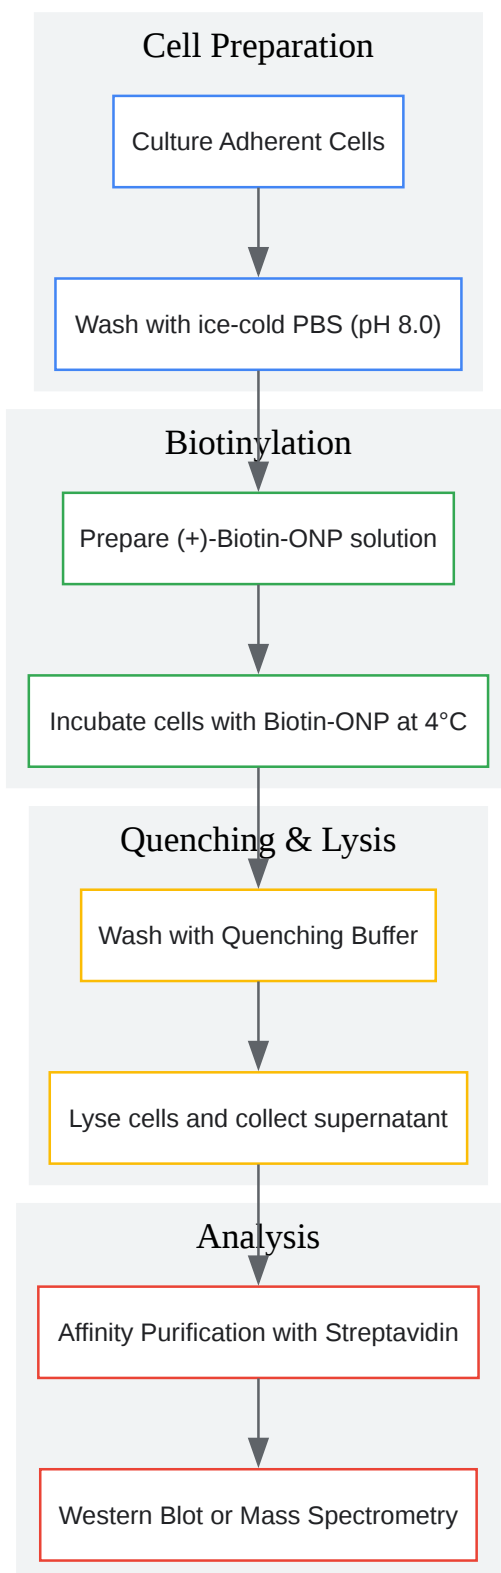 Cell Preparation
Culture Adherent Cells
Wash with ice-cold PBS (pH 8.0)
Biotinylation
Prepare (+)-Biotin-ONP solution
Incubate cells with Biotin-ONP at 4°C
Quenching & Lysis
Wash with Quenching Buffer
Lyse cells and collect supernatant
Analysis
Affinity Purification with Streptavidin
Western Blot or Mass Spectrometry